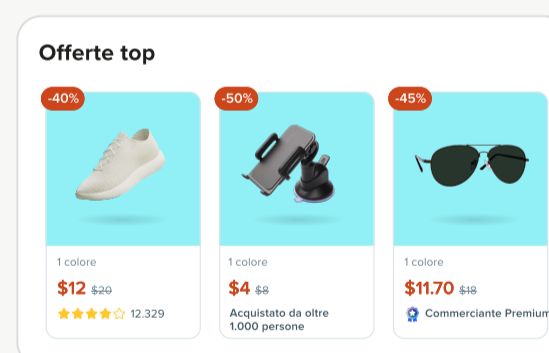 Offerte top
-40%
-50%
-45%
1 colore
1 colore
1 colore
$12 $20
$4 $8
$11.70 $18
12.329
Acquistato da oltre
1.000 persone
Commerciante Premium